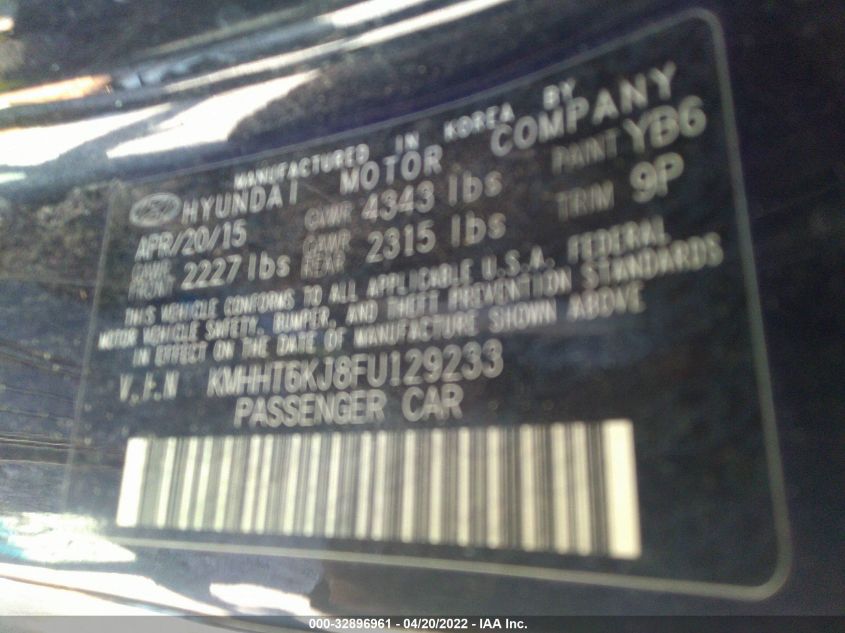 MANUFACTURED IN KOREA BY
HYUNDAI MOTOR COMPANY
APR/20/15 GVWR 4343 lbs PAINT YB6
GAWR FRONT 2227 lbs GAWR REAR 2315 lbs TRIM 9P
THIS VEHICLE CONFORMS TO ALL APPLICABLE U.S.A. FEDERAL
MOTOR VEHICLE SAFETY, BUMPER, AND THEFT PREVENTION STANDARDS
IN EFFECT ON THE DATE OF MANUFACTURE SHOWN ABOVE
V.I.N KMHHT6KJ8FU129233
PASSENGER CAR
000-32896961 - 04/20/2022 - IAA Inc.